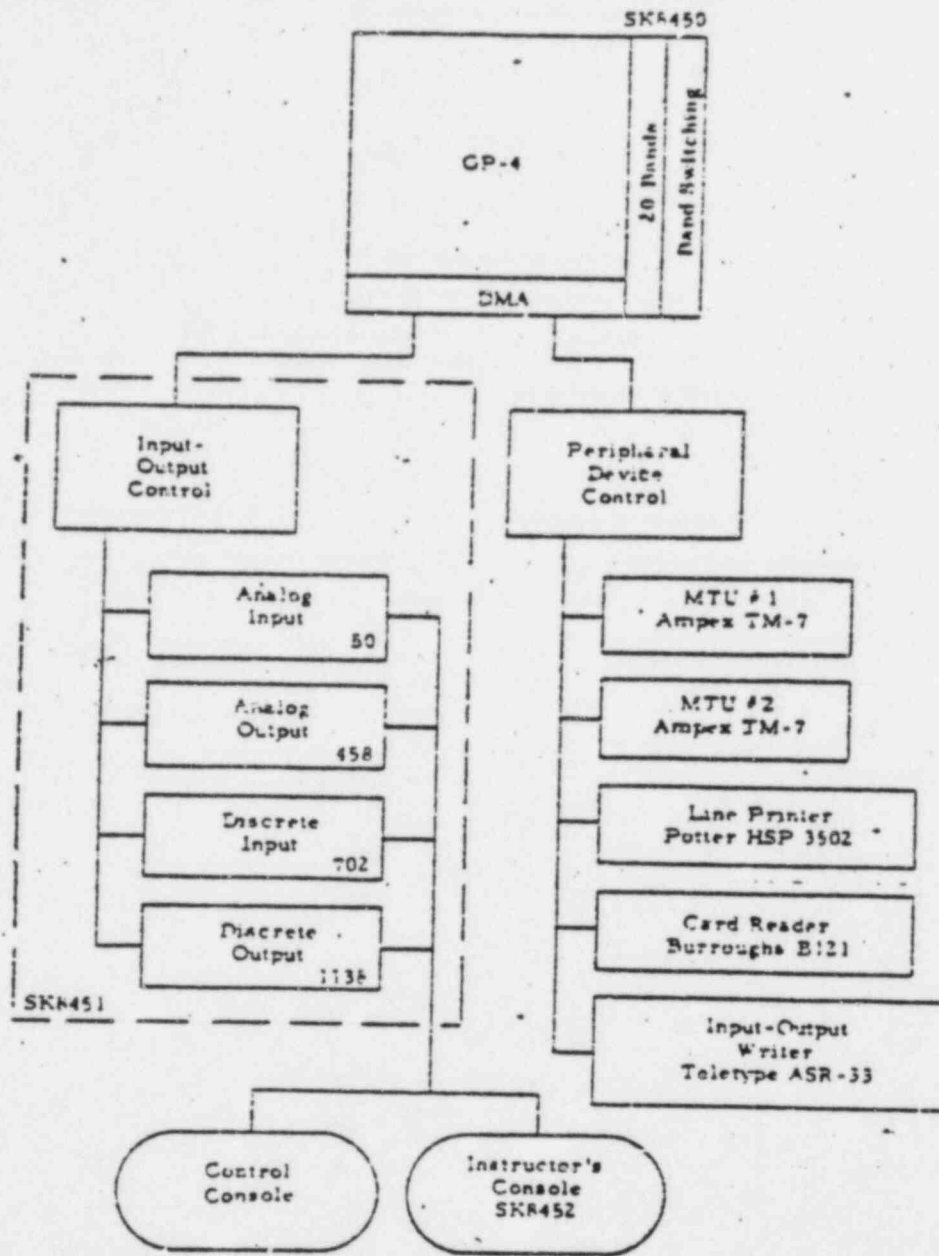 SK8450
GP-4
20 Bands
Band Switching
DMA
Input-
Output
Control
Peripheral
Device
Control
Analog
Input
50
Analog
Output
458
Discrete
Input
702
Discrete
Output
1138
SK8451
MTU #1
Ampex TM-7
MTU #2
Ampex TM-7
Line Printer
Potter HSP 3502
Card Reader
Burroughs B121
Input-Output
Writer
Teletype ASR-33
Control
Console
Instructor's
Console
SK8452